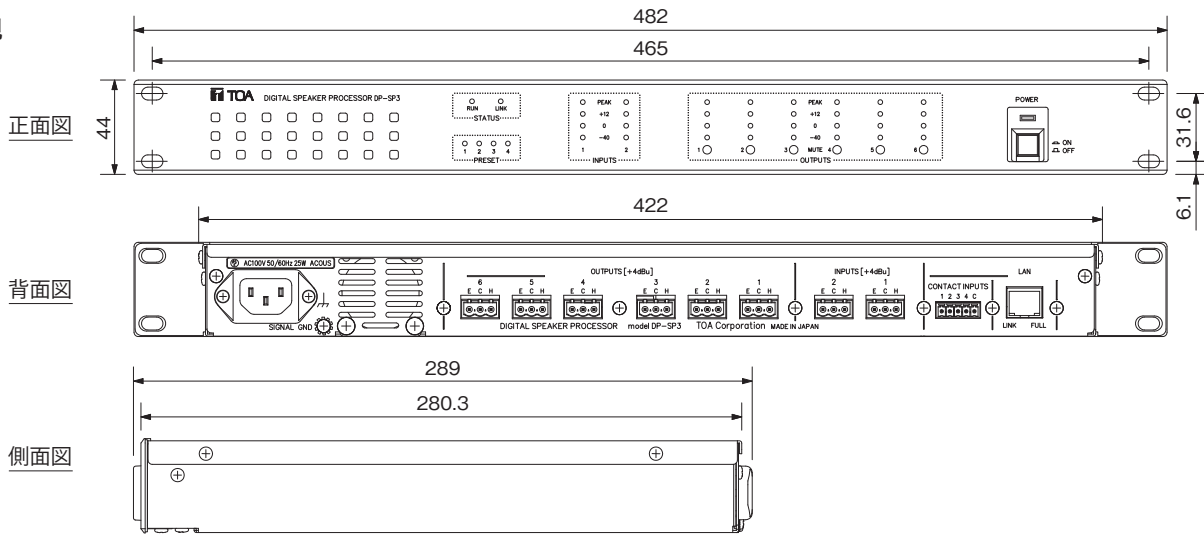 482
465
正面図
44
TOA DIGITAL SPEAKER PROCESSOR DP-SP3
RUN LINK
STATUS
1 2 3 4
PRESET
PEAK
+12
0
-40
1 2
INPUTS
PEAK
+12
0
-40
1 2 3 MUTE 4 5 6
OUTPUTS
POWER
ON
OFF
31.6
6.1
422
背面図
AC100V 50/60Hz 25W ACOUS
SIGNAL GND
OUTPUTS [+4dBu]
6 5 4 3 2 1
E C H E C H E C H E C H E C H E C H
INPUTS [+4dBu]
2 1
E C H E C H
CONTACT INPUTS
1 2 3 4 C
LAN
LINK FULL
DIGITAL SPEAKER PROCESSOR model DP-SP3 TOA Corporation MADE IN JAPAN
289
280.3
側面図